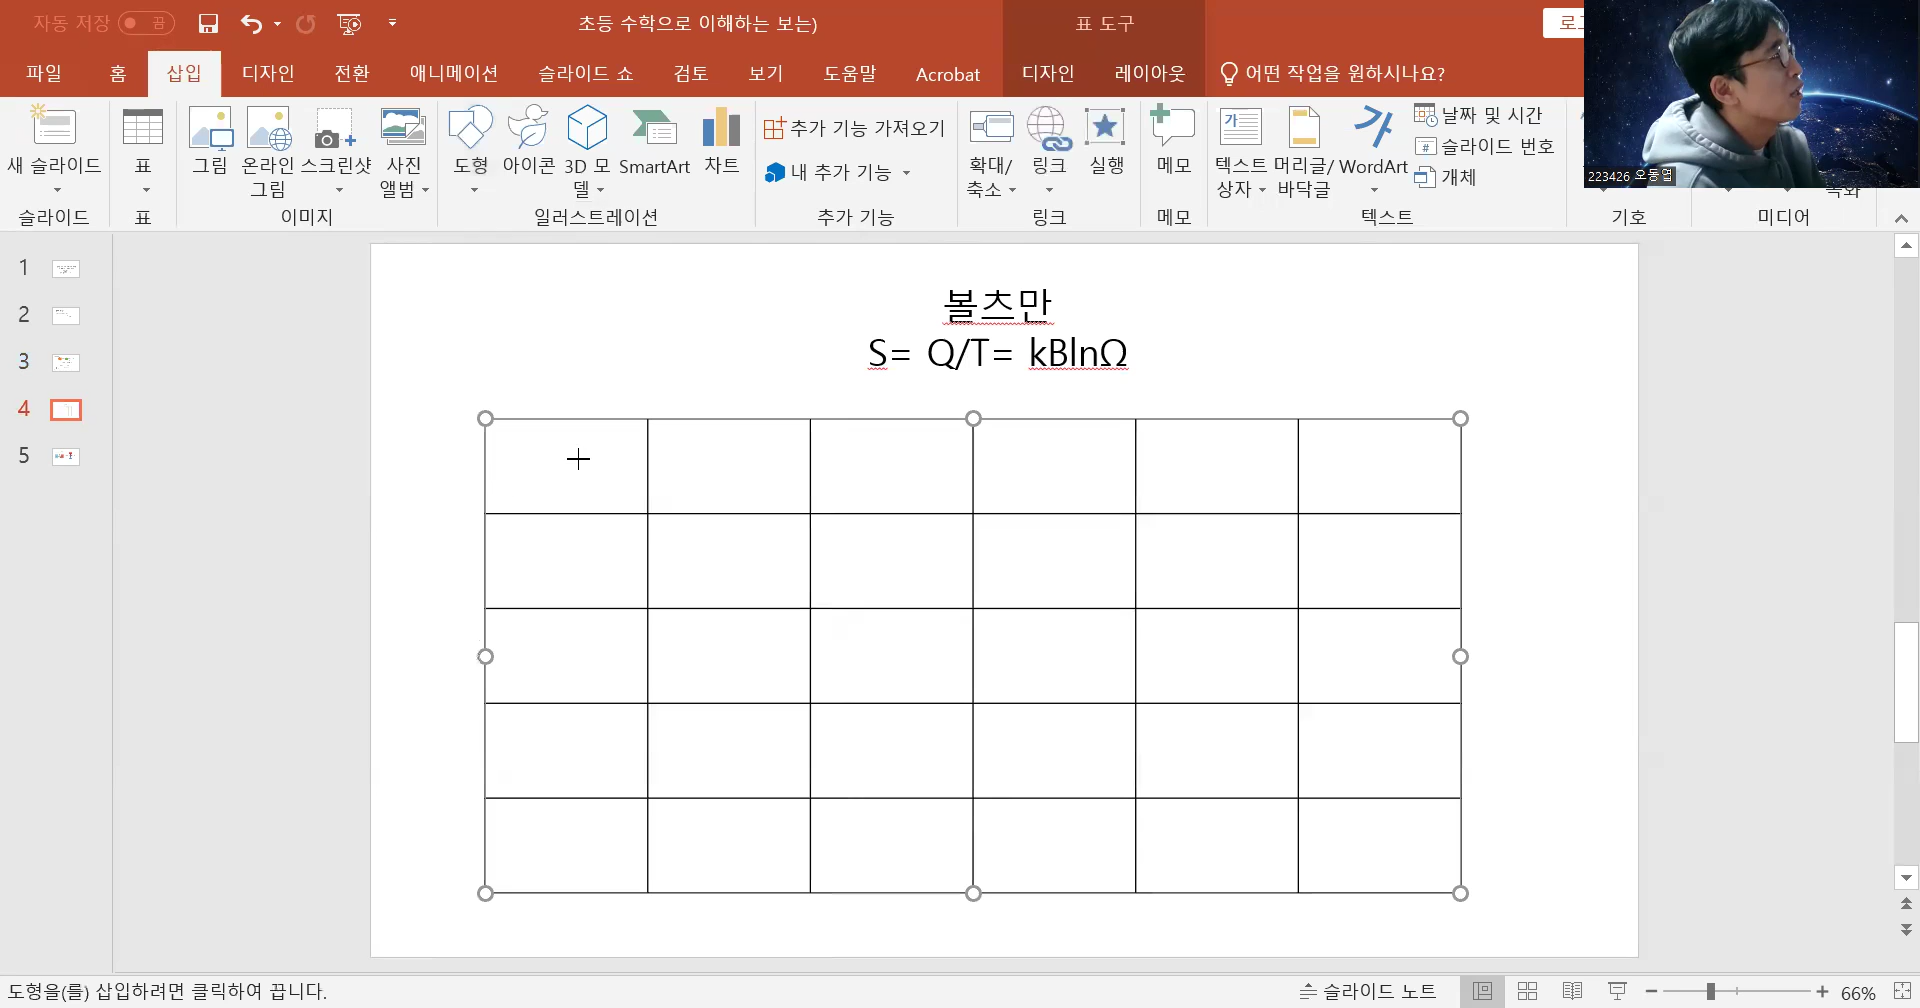 자동 저장 끔
초등 수학으로 이해하는 보는)
표 도구
로그
파일 홈 삽입 디자인 전환 애니메이션 슬라이드 쇼 검토 보기 도움말 Acrobat 디자인 레이아웃 어떤 작업을 원하시나요?
새 슬라이드
표
그림
온라인 그림
스크린샷
사진 앨범
도형
아이콘
3D 모델
SmartArt
차트
추가 기능 가져오기
내 추가 기능
확대/축소
링크
실행
메모
텍스트 상자
머리글/바닥글
WordArt
날짜 및 시간
슬라이드 번호
개체
223426 오동엽
슬라이드 표 이미지 일러스트레이션 추가 기능 링크 메모 텍스트 기호 미디어
1
2
3
4
5
볼츠만
S= Q/T= kBlnΩ
도형을(를) 삽입하려면 클릭하여 끕니다.
슬라이드 노트
66%